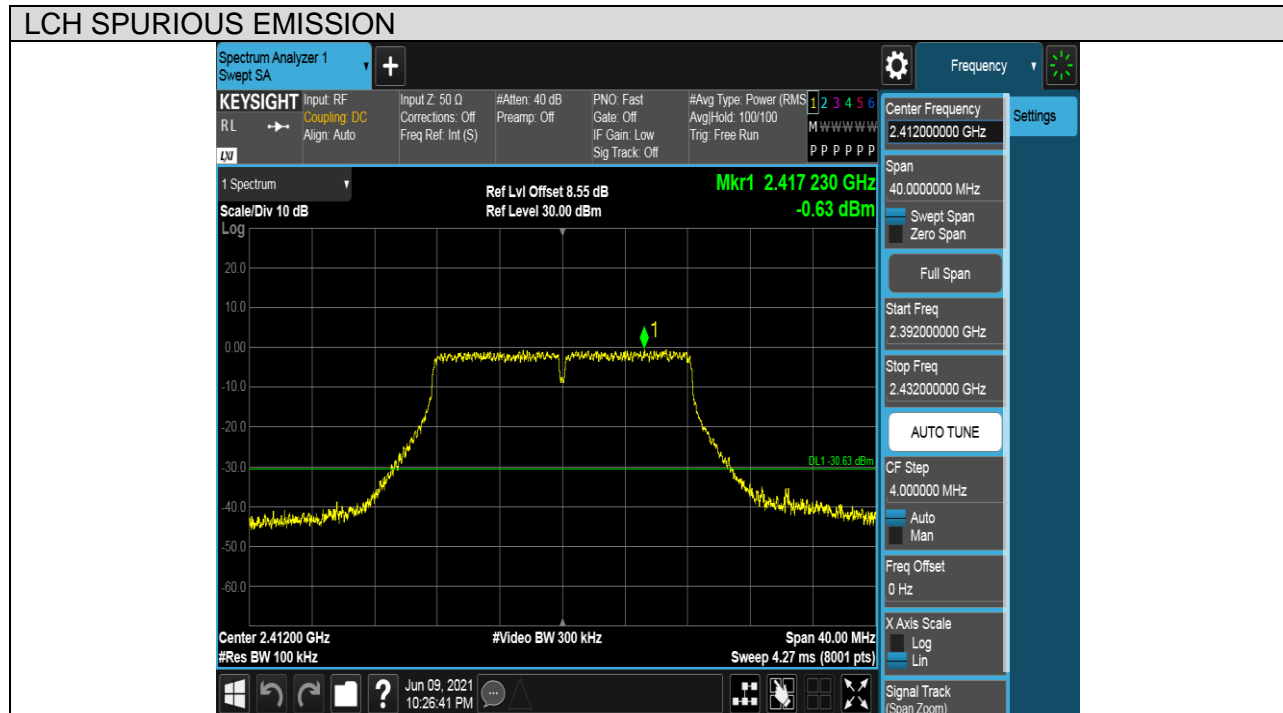 LCH SPURIOUS EMISSION
Spectrum Analyzer 1
Swept SA
+
Frequency
KEYSIGHT
RL
LXI
Input: RF
Coupling: DC
Align: Auto
Input Z: 50 Ω
Corrections: Off
Freq Ref: Int (S)
#Atten: 40 dB
Preamp: Off
PNO: Fast
Gate: Off
IF Gain: Low
Sig Track: Off
#Avg Type: Power (RMS
Avg|Hold: 100/100
Trig: Free Run
1 2 3 4 5 6
M W W W W W
P P P P P P
1 Spectrum
Scale/Div 10 dB
Ref Lvl Offset 8.55 dB
Ref Level 30.00 dBm
Mkr1 2.417 230 GHz
-0.63 dBm
Log
20.0
10.0
0.00
-10.0
-20.0
-30.0
-40.0
-50.0
-60.0
1
DL1 -30.63 dBm
Center 2.41200 GHz
#Res BW 100 kHz
#Video BW 300 kHz
Span 40.00 MHz
Sweep 4.27 ms (8001 pts)
?
Jun 09, 2021
10:26:41 PM
Center Frequency
2.412000000 GHz
Settings
Span
40.0000000 MHz
Swept Span
Zero Span
Full Span
Start Freq
2.392000000 GHz
Stop Freq
2.432000000 GHz
AUTO TUNE
CF Step
4.000000 MHz
Auto
Man
Freq Offset
0 Hz
X Axis Scale
Log
Lin
Signal Track
(Span Zoom)